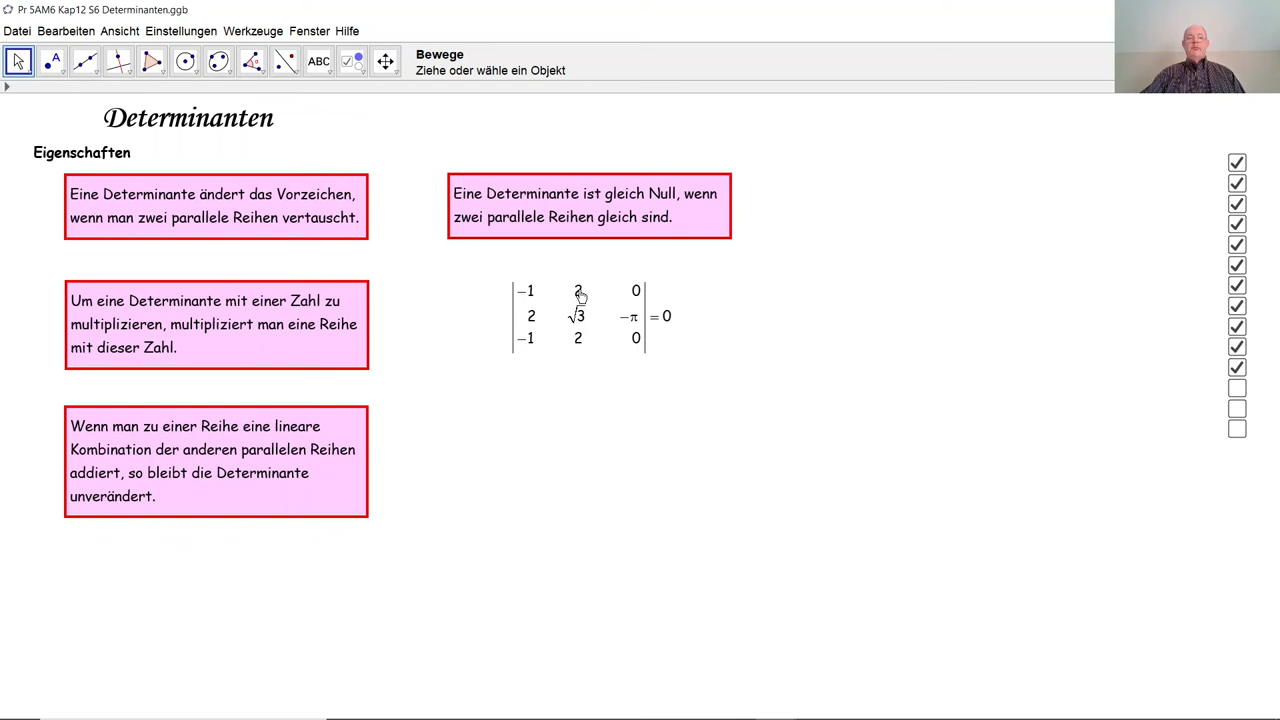 Pr 5AM6 Kap12 S6 Determinanten.ggb
Datei Bearbeiten Ansicht Einstellungen Werkzeuge Fenster Hilfe
A
ABC
Bewege
Ziehe oder wähle ein Objekt
Determinanten
Eigenschaften
Eine Determinante ändert das Vorzeichen,
wenn man zwei parallele Reihen vertauscht.
Um eine Determinante mit einer Zahl zu
multiplizieren, multipliziert man eine Reihe
mit dieser Zahl.
Wenn man zu einer Reihe eine lineare
Kombination der anderen parallelen Reihen
addiert, so bleibt die Determinante
unverändert.
Eine Determinante ist gleich Null, wenn
zwei parallele Reihen gleich sind.
−1 2 0
2 √3 −π = 0
−1 2 0